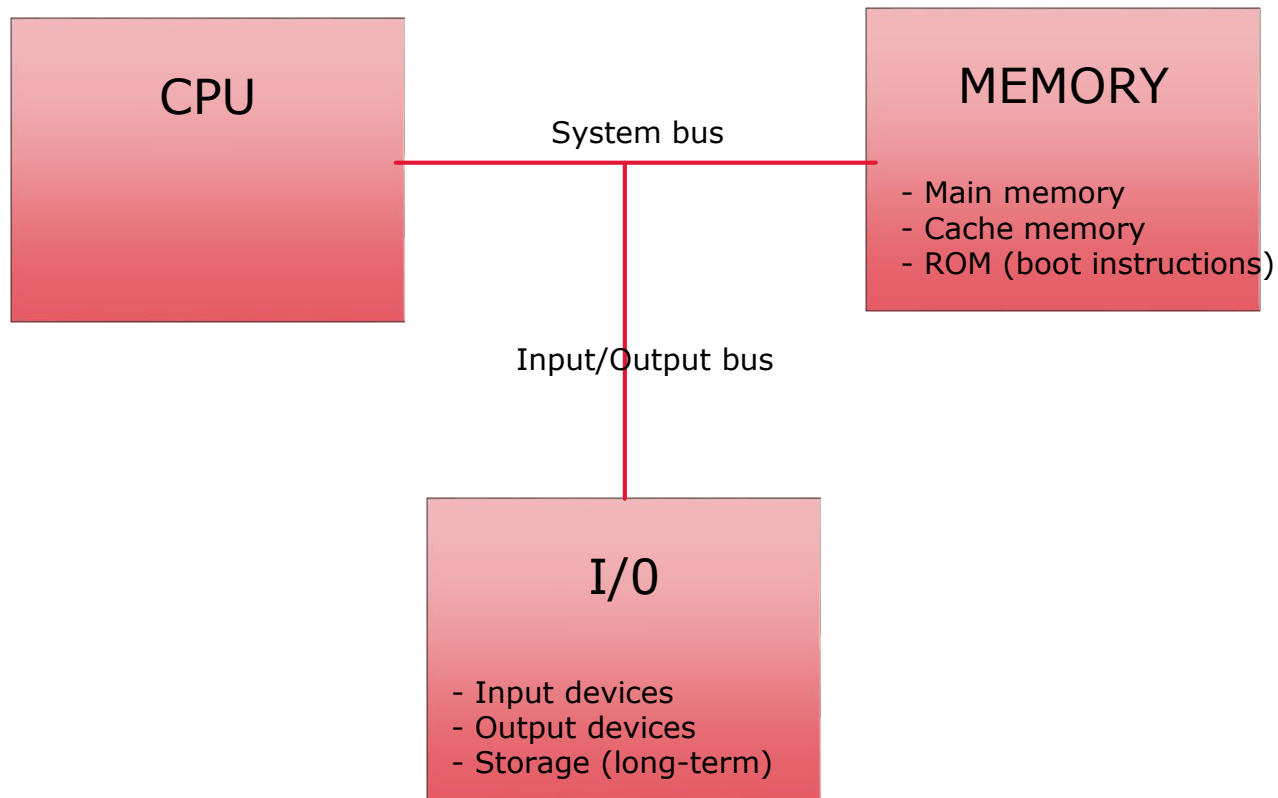 CPU
MEMORY
System bus
- Main memory
- Cache memory
- ROM (boot instructions)
Input/Output bus
I/0
- Input devices
- Output devices
- Storage (long-term)